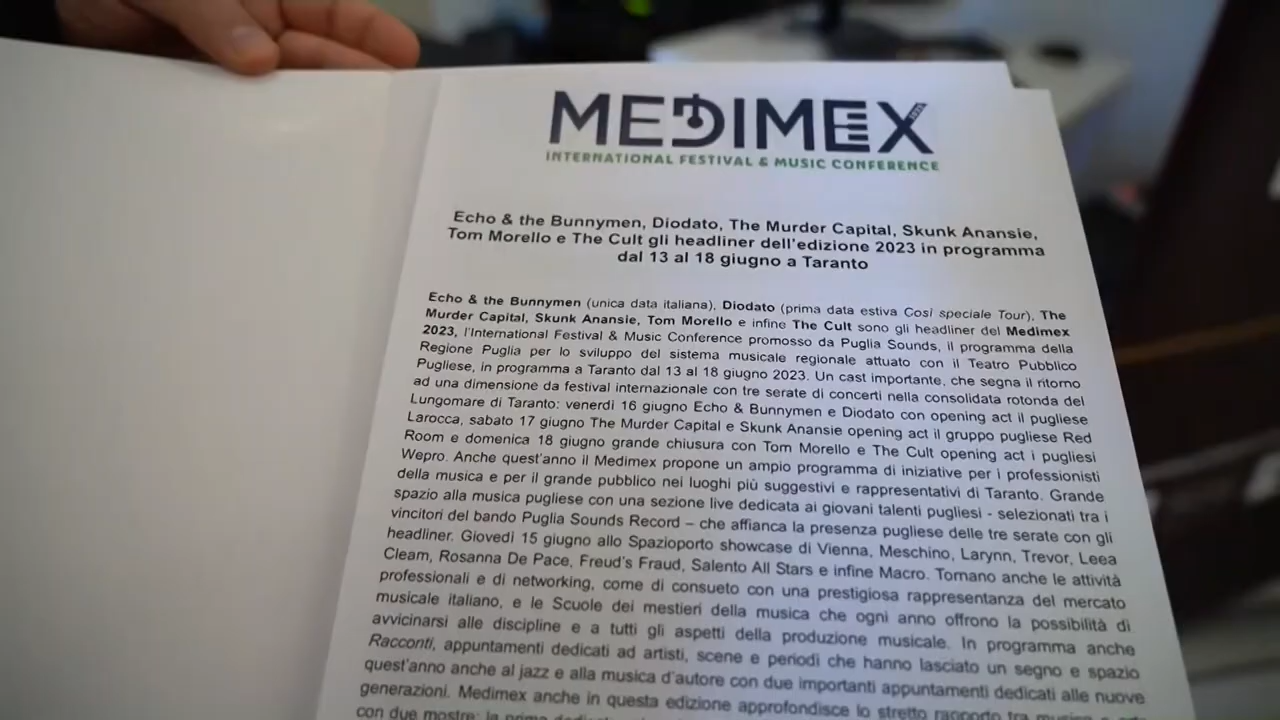 MEDIMEX
INTERNATIONAL FESTIVAL & MUSIC CONFERENCE
Echo & the Bunnymen, Diodato, The Murder Capital, Skunk Anansie,
Tom Morello e The Cult gli headliner dell'edizione 2023 in programma
dal 13 al 18 giugno a Taranto
Echo & the Bunnymen (unica data italiana), Diodato (prima data estiva Così speciale Tour), The
Murder Capital, Skunk Anansie, Tom Morello e infine The Cult sono gli headliner del Medimex
2023, l'International Festival & Music Conference promosso da Puglia Sounds, il programma della
Regione Puglia per lo sviluppo del sistema musicale regionale attuato con il Teatro Pubblico
Pugliese, in programma a Taranto dal 13 al 18 giugno 2023. Un cast importante, che segna il ritorno
ad una dimensione da festival internazionale con tre serate di concerti nella consolidata rotonda del
Lungomare di Taranto: venerdì 16 giugno Echo & Bunnymen e Diodato con opening act il pugliese
Larocca, sabato 17 giugno The Murder Capital e Skunk Anansie opening act il gruppo pugliese Red
Room e domenica 18 giugno grande chiusura con Tom Morello e The Cult opening act i pugliesi
Wepro. Anche quest'anno il Medimex propone un ampio programma di iniziative per i professionisti
della musica e per il grande pubblico nei luoghi più suggestivi e rappresentativi di Taranto. Grande
spazio alla musica pugliese con una sezione live dedicata ai giovani talenti pugliesi - selezionati tra i
vincitori del bando Puglia Sounds Record – che affianca la presenza pugliese delle tre serate con gli
headliner. Giovedì 15 giugno allo Spazioporto showcase di Vienna, Meschino, Larynn, Trevor, Leea
Cleam, Rosanna De Pace, Freud's Fraud, Salento All Stars e infine Macro. Tornano anche le attività
professionali e di networking, come di consueto con una prestigiosa rappresentanza del mercato
musicale italiano, e le Scuole dei mestieri della musica che ogni anno offrono la possibilità di
avvicinarsi alle discipline e a tutti gli aspetti della produzione musicale. In programma anche
Racconti, appuntamenti dedicati ad artisti, scene e periodi che hanno lasciato un segno e spazio
quest'anno anche al jazz e alla musica d'autore con due importanti appuntamenti dedicati alle nuove
generazioni. Medimex anche in questa edizione approfondisce lo stretto rapporto tra musica
con due mostre: la prima